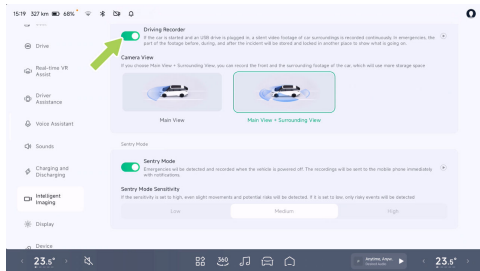 15:19 327 km 68%
Drive
Real-time VR
Assist
Driver
Assistance
Voice Assistant
Sounds
Charging and
Discharging
Intelligent
Imaging
Display
Device
Driving Recorder
If the car is started and an USB drive is plugged in, a silent video footage of car surroundings is recorded continuously. In emergencies, the
part of the footage before, during, and after the incident will be stored and locked in another place to show what is going on.
Camera View
If you choose Main View + Surrounding View, you can record the front and the surrounding footage of the car, which will use more storage space
Main View
Main View + Surrounding View
Sentry Mode
Sentry Mode
Emergencies will be detected and recorded when the vehicle is powered off. The recordings will be sent to the mobile phone immediately
with notifications.
Sentry Mode Sensitivity
If the sensitivity is set to high, even slight movements and potential risks will be detected. If it is set to low, only risky events will be detected
Low
Medium
High
23.5°
360
Anytime, Anyw..
23.5°